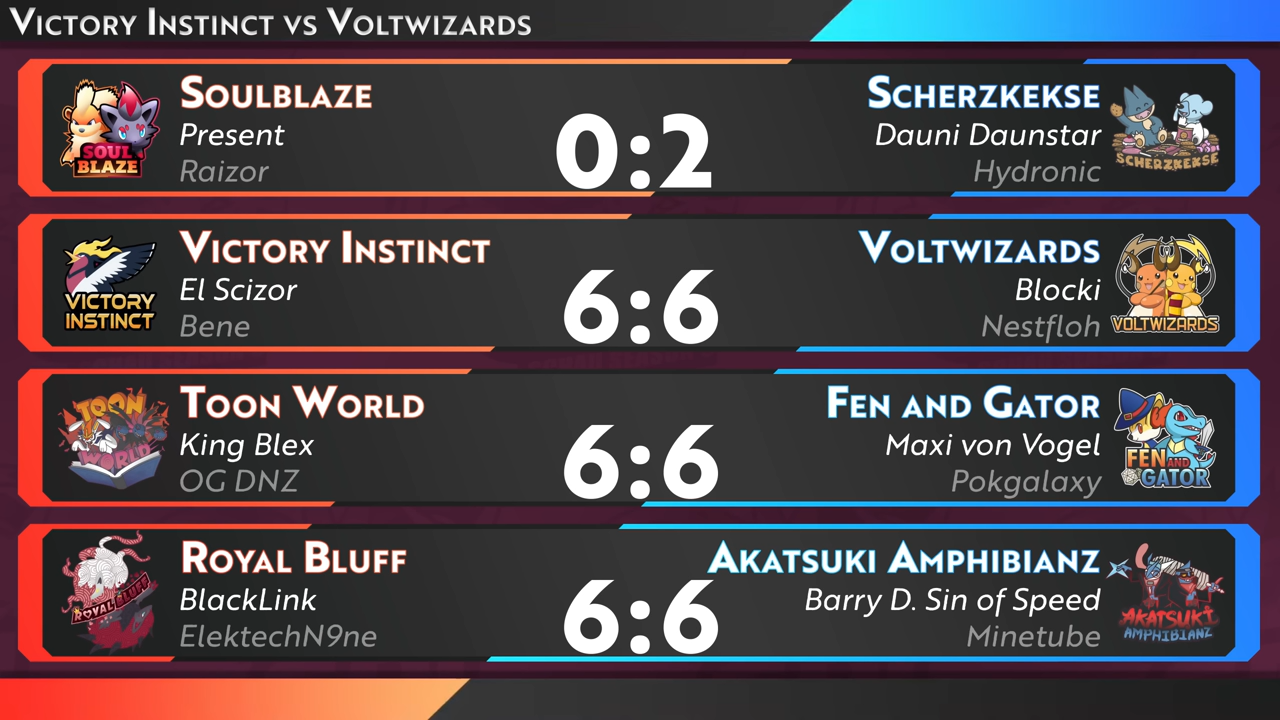 Victory Instinct vs Voltwizards
Soulblaze
Present
Raizor
SOUL
BLAZE
0:2
Scherzkekse
Dauni Daunstar
Hydronic
SCHERZKEKSE
Victory Instinct
El Scizor
Bene
VICTORY
INSTINCT
6:6
Voltwizards
Blocki
Nestfloh
VOLTWIZARDS
Toon World
King Blex
OG DNZ
TOON
WORLD
6:6
Fen and Gator
Maxi von Vogel
Pokgalaxy
FEN AND
GATOR
Royal Bluff
BlackLink
ElektechN9ne
ROYAL BLUFF
6:6
Akatsuki Amphibianz
Barry D. Sin of Speed
Minetube
AKATSUKI
AMPHIBIANZ